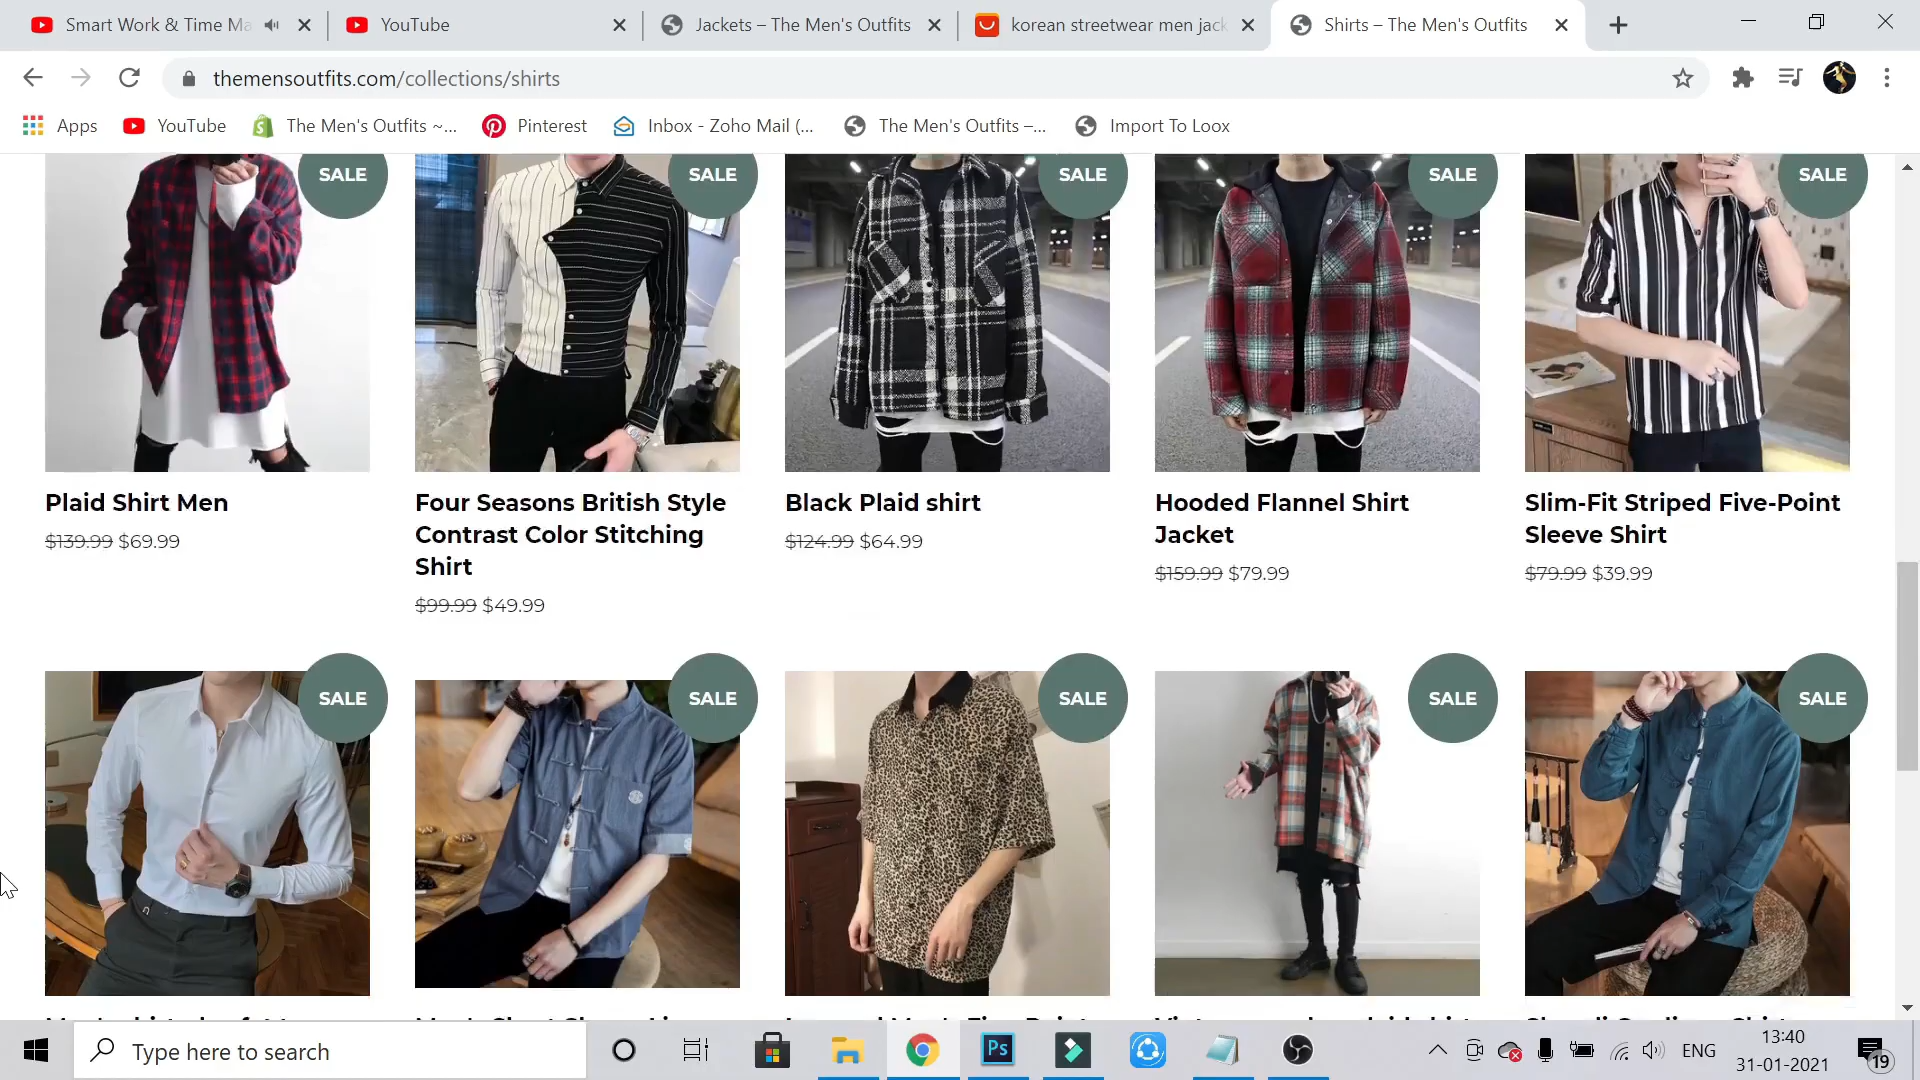 Smart Work & Time Ma
YouTube
Jackets – The Men's Outfits
korean streetwear men jack
Shirts – The Men's Outfits
themensoutfits.com/collections/shirts
Apps
YouTube
The Men's Outfits ~...
Pinterest
Inbox - Zoho Mail (...
The Men's Outfits –...
Import To Loox
SALE
SALE
SALE
SALE
SALE
Plaid Shirt Men
$139.99 $69.99
Four Seasons British Style
Contrast Color Stitching
Shirt
$99.99 $49.99
Black Plaid shirt
$124.99 $64.99
Hooded Flannel Shirt
Jacket
$159.99 $79.99
Slim-Fit Striped Five-Point
Sleeve Shirt
$79.99 $39.99
SALE
SALE
SALE
SALE
SALE
Type here to search
Ps
ENG
13:40
31-01-2021
19